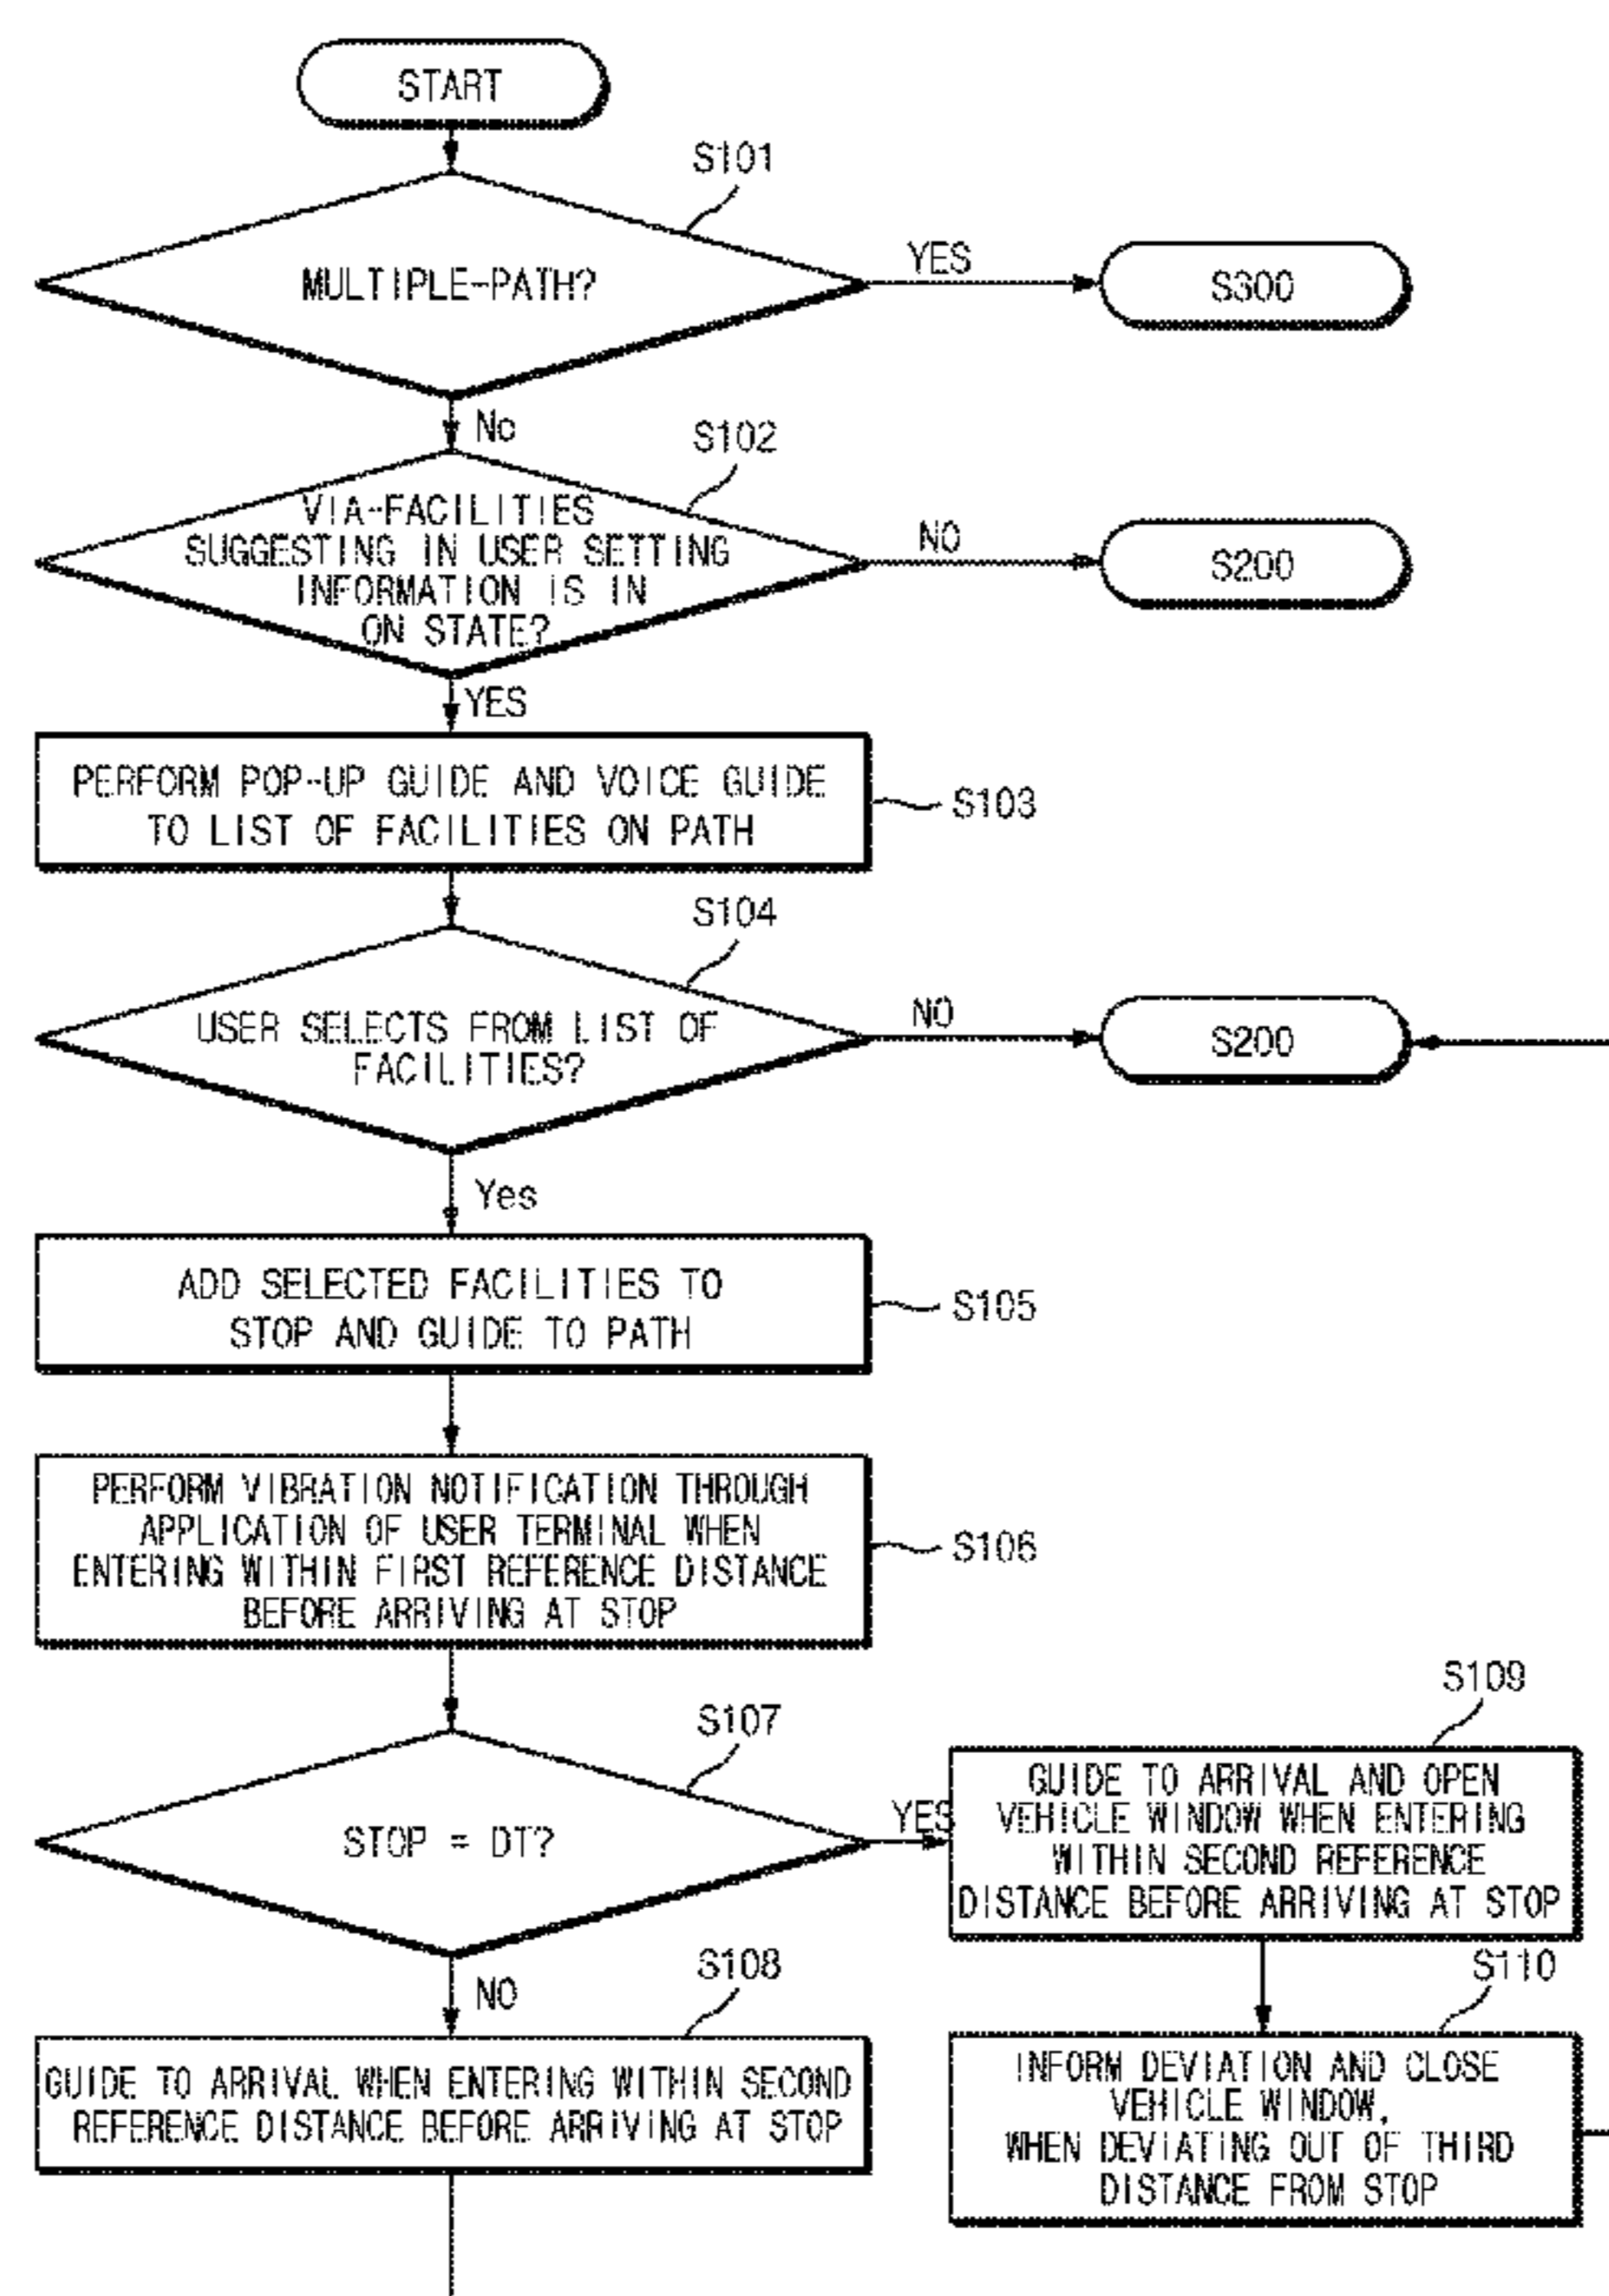 START
S101
MULTIPLE-PATH?
YES
S300
No
S102
VIA-FACILITIES
SUGGESTING IN USER SETTING
INFORMATION IS IN
ON STATE?
NO
S200
YES
PERFORM POP-UP GUIDE AND VOICE GUIDE
TO LIST OF FACILITIES ON PATH
S103
S104
USER SELECTS FROM LIST OF
FACILITIES?
NO
S200
Yes
ADD SELECTED FACILITIES TO
STOP AND GUIDE TO PATH
S105
PERFORM VIBRATION NOTIFICATION THROUGH
APPLICATION OF USER TERMINAL WHEN
ENTERING WITHIN FIRST REFERENCE DISTANCE
BEFORE ARRIVING AT STOP
S106
S107
STOP = DT?
YES
S109
GUIDE TO ARRIVAL AND OPEN
VEHICLE WINDOW WHEN ENTERING
WITHIN SECOND REFERENCE
DISTANCE BEFORE ARRIVING AT STOP
NO
S108
GUIDE TO ARRIVAL WHEN ENTERING WITHIN SECOND
REFERENCE DISTANCE BEFORE ARRIVING AT STOP
S110
INFORM DEVIATION AND CLOSE
VEHICLE WINDOW,
WHEN DEVIATING OUT OF THIRD
DISTANCE FROM STOP